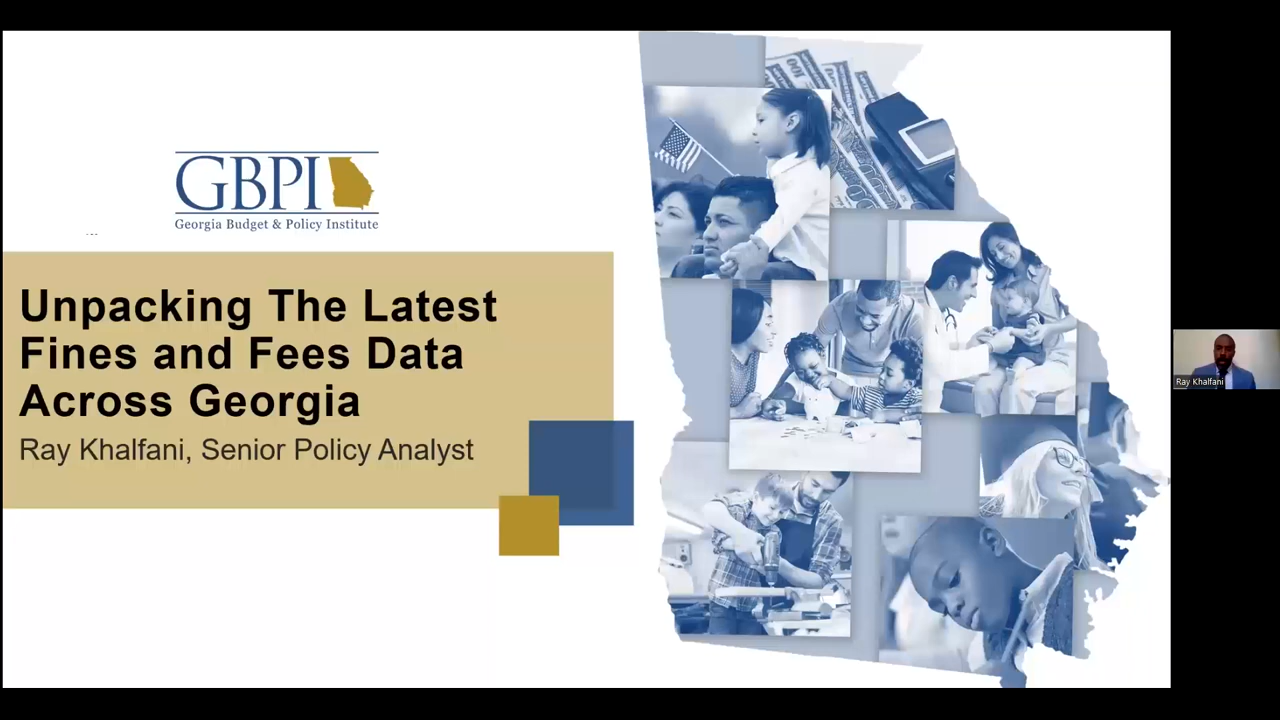 GBPI
Georgia Budget & Policy Institute
Unpacking The Latest
Fines and Fees Data
Across Georgia
Ray Khalfani, Senior Policy Analyst
100
Ray Khalfani